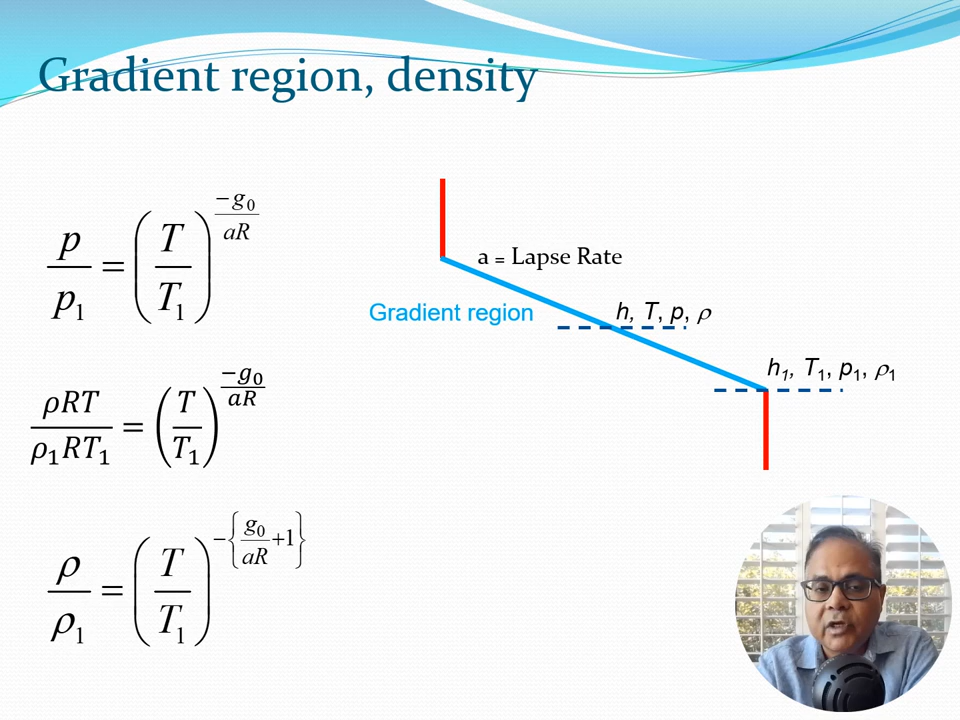 Gradient region, density
p/p₁ = (T/T₁)^(−g₀/aR)
a = Lapse Rate
Gradient region
h, T, p, ρ
h₁, T₁, p₁, ρ₁
ρRT/ρ₁RT₁ = (T/T₁)^(−g₀/aR)
ρ/ρ₁ = (T/T₁)^−{g₀/aR+1}